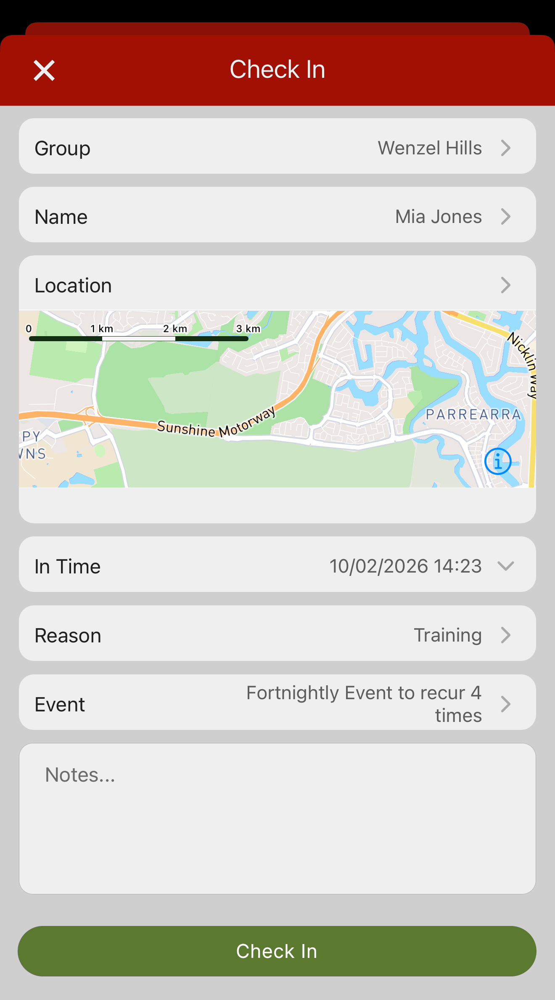 Check In
Group
Wenzel Hills
Name
Mia Jones
Location
0 1 km 2 km 3 km
Nicklin Way
Sunshine Motorway
PARREARRA
PY
WNS
In Time
10/02/2026 14:23
Reason
Training
Event
Fortnightly Event to recur 4
times
Notes...
Check In